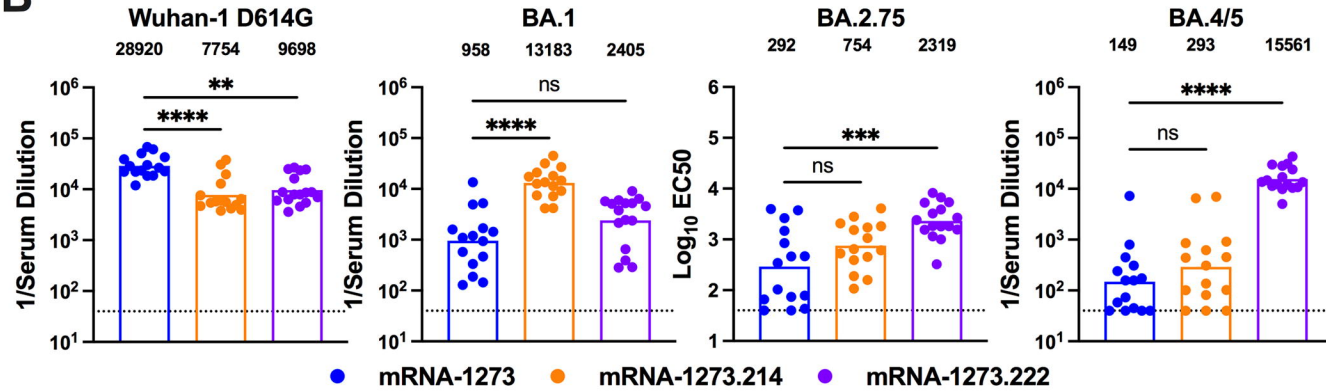 B
Wuhan-1 D614G BA.1 BA.2.75 BA.4/5
28920 7754 9698 958 13183 2405 292 754 2319 149 293 15561
1/Serum Dilution
10⁶
10⁵
10⁴
10³
10²
10¹
**
****
1/Serum Dilution
10⁶
10⁵
10⁴
10³
10²
10¹
ns
****
Log₁₀ EC50
6
5
4
3
2
1
***
ns
1/Serum Dilution
10⁶
10⁵
10⁴
10³
10²
10¹
****
ns
mRNA-1273 mRNA-1273.214 mRNA-1273.222